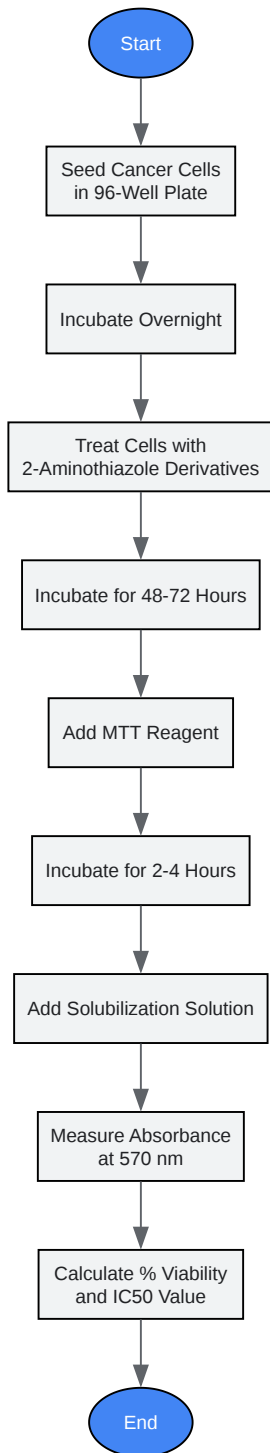 Start
Seed Cancer Cells
in 96-Well Plate
Incubate Overnight
Treat Cells with
2-Aminothiazole Derivatives
Incubate for 48-72 Hours
Add MTT Reagent
Incubate for 2-4 Hours
Add Solubilization Solution
Measure Absorbance
at 570 nm
Calculate % Viability
and IC50 Value
End